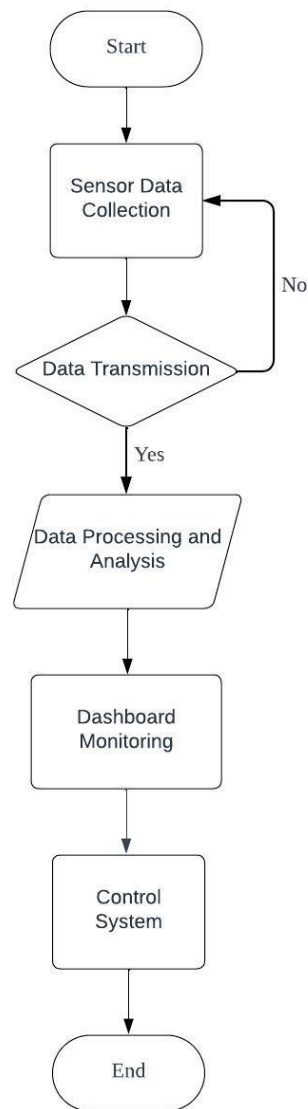 Start
Sensor Data
Collection
No
Data Transmission
Yes
Data Processing and
Analysis
Dashboard
Monitoring
Control
System
End